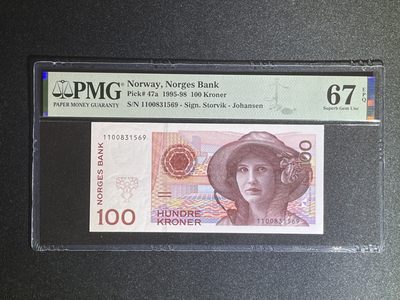 PMG
PAPER MONEY GUARANTY
Norway, Norges Bank
Pick# 47a 1995-98 100 Kroner
S/N 1100831569 - Sign. Storvik - Johansen
67
EPQ
Superb Gem Unc
NORGES BANK
1100831569
100
100
HUNDRE
KRONER
1100831569